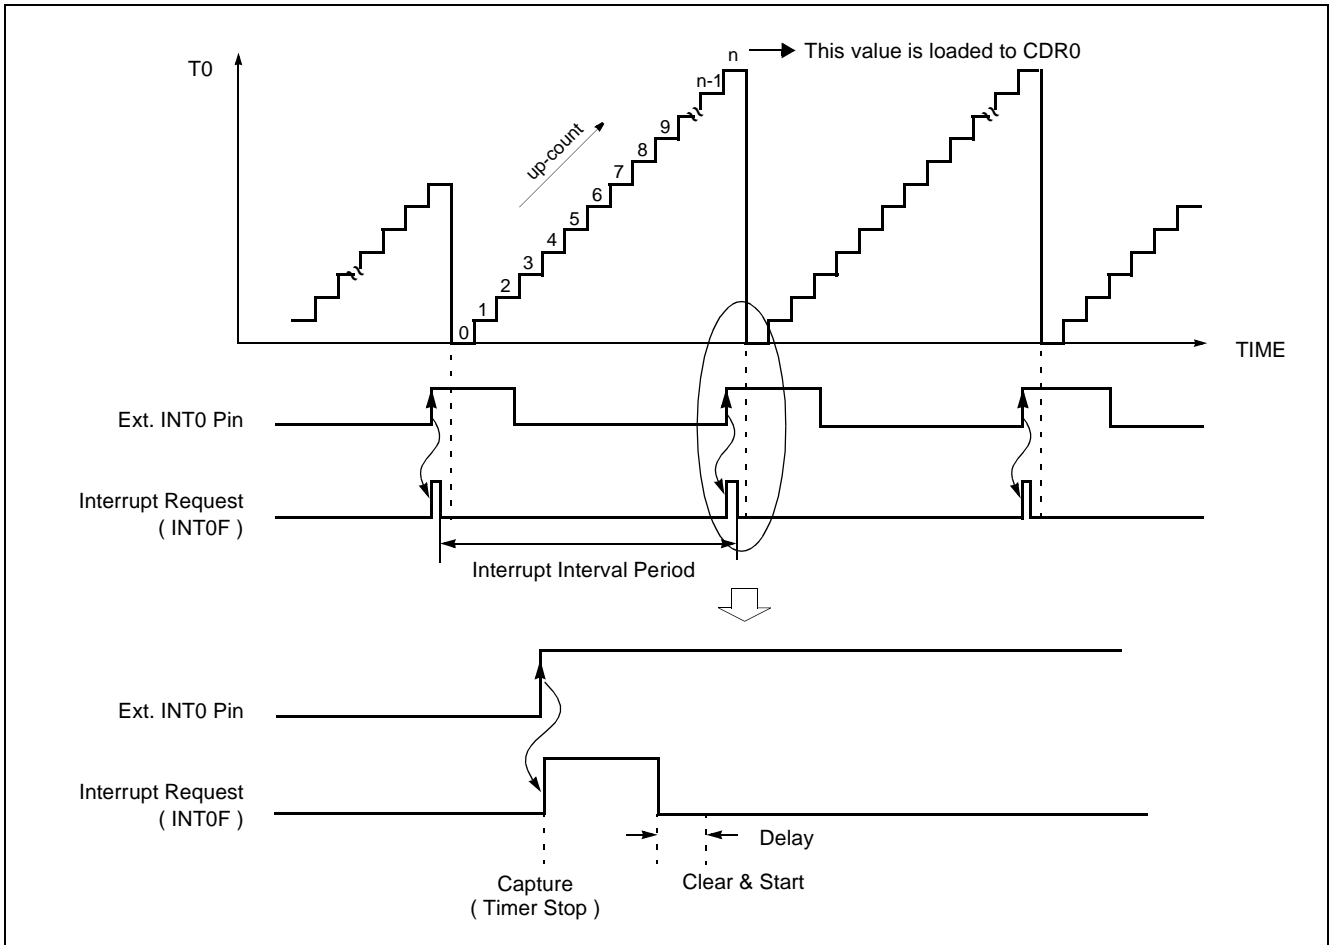 n
This value is loaded to CDR0
T0
n-1
up-count
9
8
7
6
5
4
3
2
1
0
TIME
Ext. INT0 Pin
Interrupt Request
( INT0F )
Interrupt Interval Period
Ext. INT0 Pin
Interrupt Request
( INT0F )
Delay
Capture
( Timer Stop )
Clear & Start